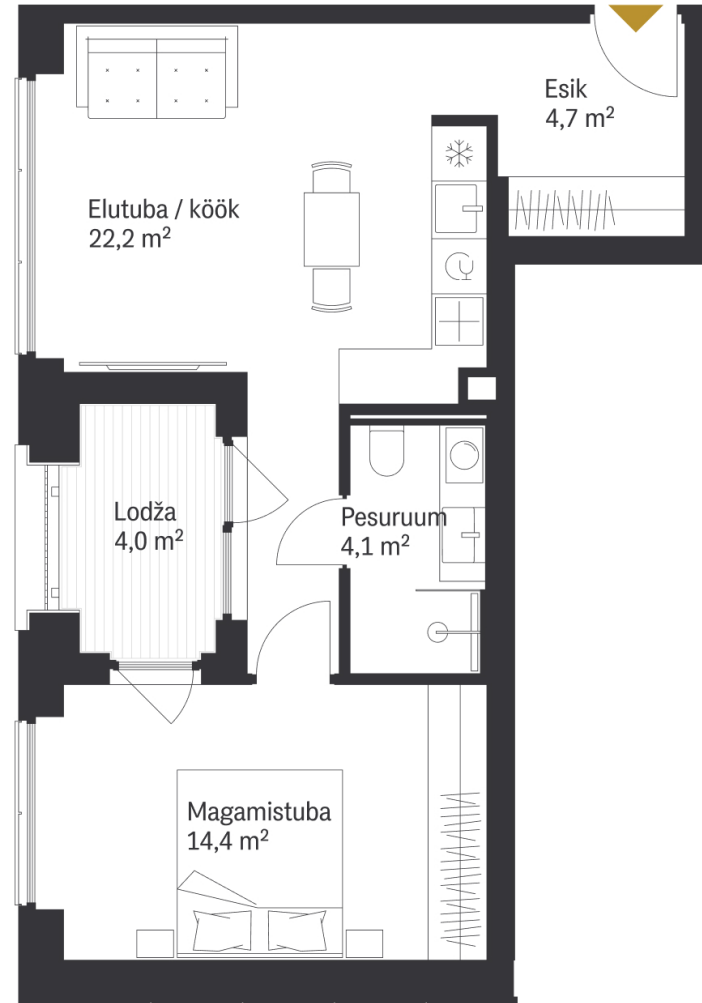 Esik
4,7 m²
Elutuba / köök
22,2 m²
Lodža
4,0 m²
Pesuruum
4,1 m²
Magamistuba
14,4 m²